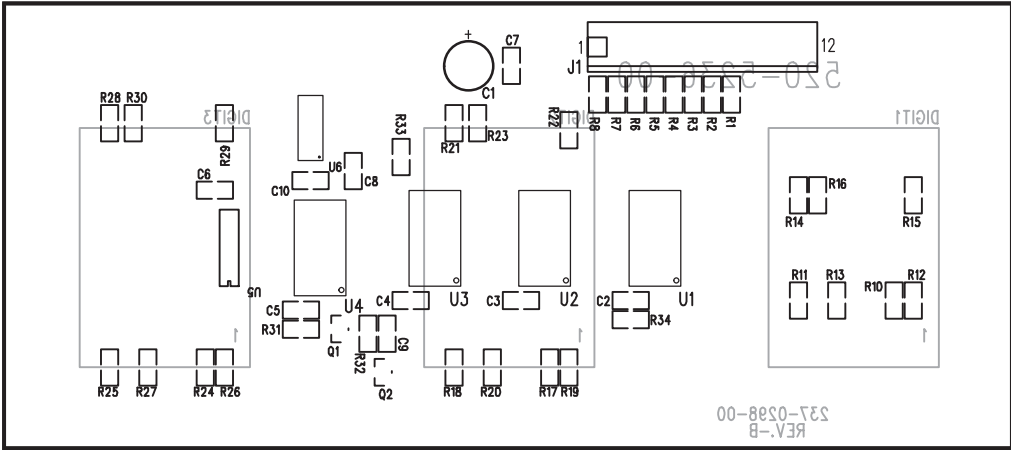 +
C7
1
12
J1
520-5236 00
C1
R8
R7
R6
R5
R4
R3
R2
R1
R28
R30
DIGIT3
R29
R33
R21
R23
R22
DIGIT1
U6
C6
C10
C8
R16
R14
R15
C5
U5
R31
U4
C4
U3
C3
U2
C2
U1
R34
R11
R13
R10
R12
Q1
R32
C9
Q2
1
1
1
R25
R27
R24
R26
R18
R20
R17
R19
237-0298-00
REV.-B